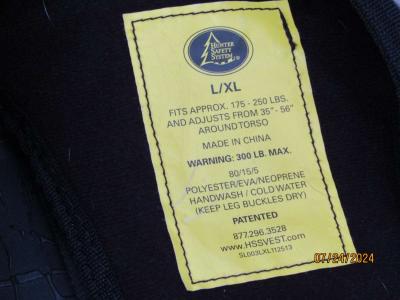 HUNTER
SAFETY
SYSTEM
L/XL
FITS APPROX. 175 - 250 LBS.
AND ADJUSTS FROM 35" - 56"
AROUND TORSO
MADE IN CHINA
WARNING: 300 LB. MAX.
80/15/5
POLYESTER/EVA/NEOPRENE
HANDWASH / COLD WATER
(KEEP LEG BUCKLES DRY)
PATENTED
877.296.3528
WWW.HSSVEST.COM
SL003LXL112513
07/24/2024